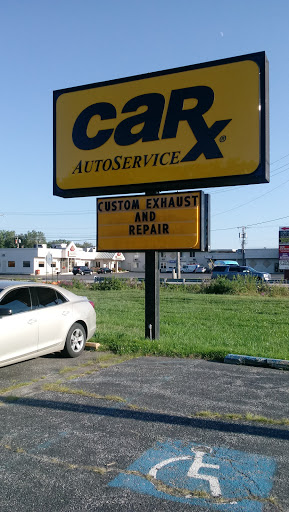 CARX®
AUTOSERVICE
CUSTOM EXHAUST
AND
REPAIR